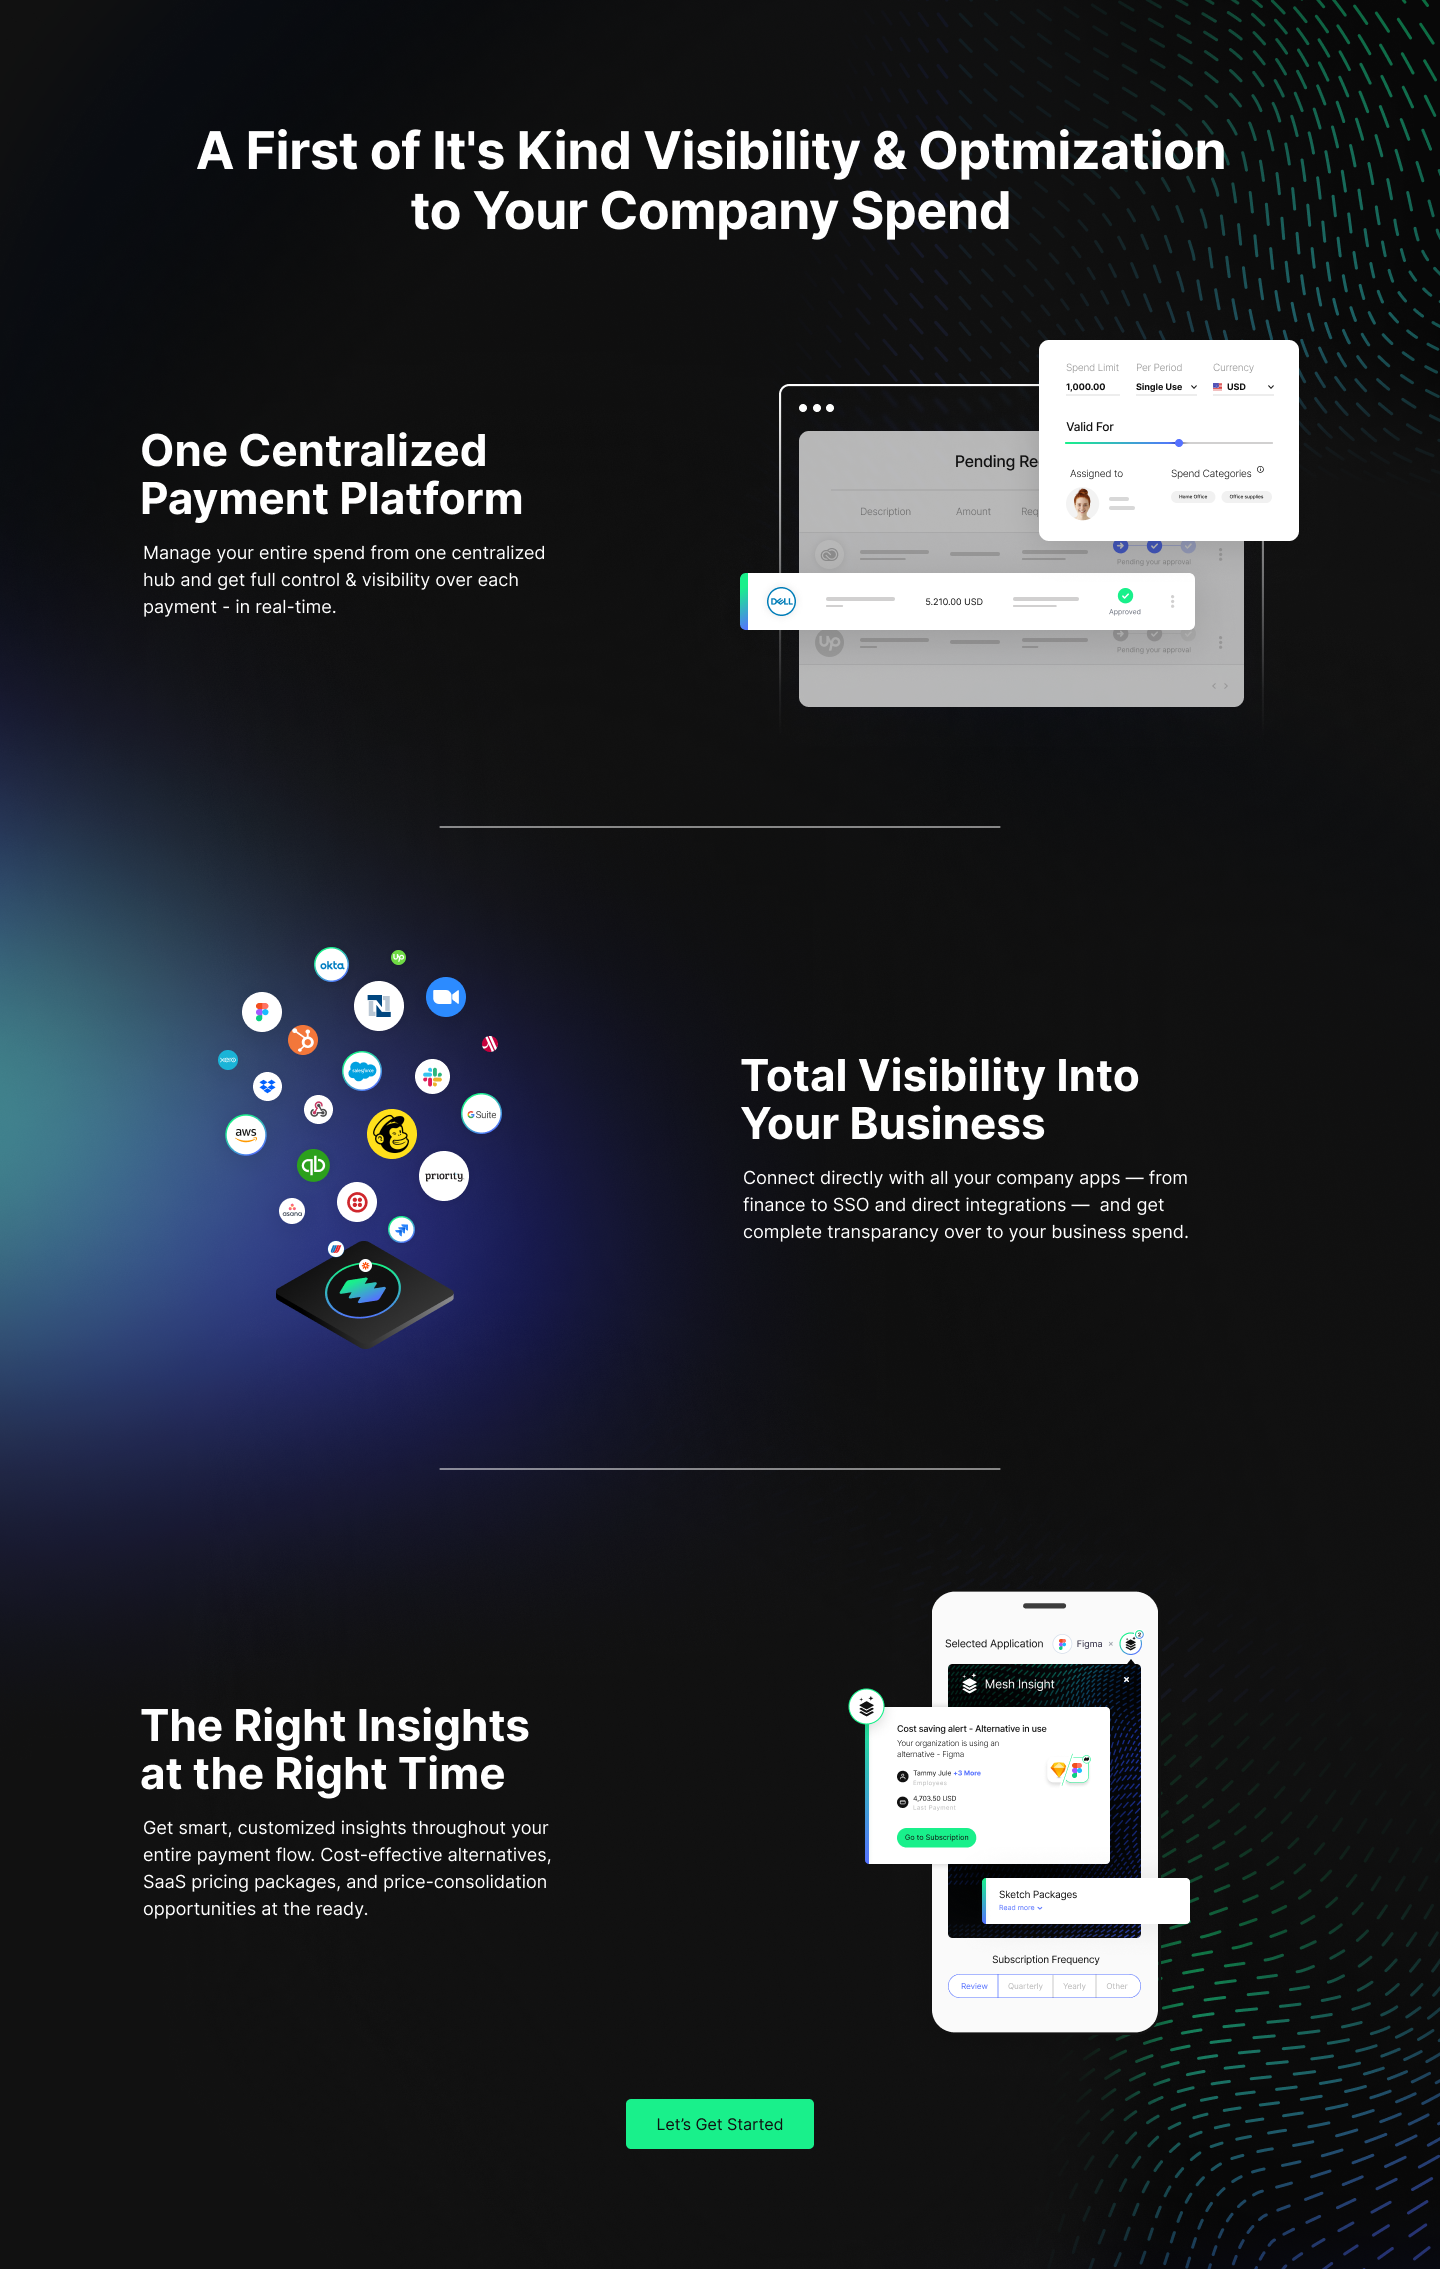 A First of It's Kind Visibility & Optmization
to Your Company Spend
Spend Limit Per Period Currency
1,000.00 Single Use USD
Valid For
Assigned to Spend Categories
Home Office Office supplies
One Centralized
Payment Platform
Manage your entire spend from one centralized
hub and get full control & visibility over each
payment - in real-time.
Pending Re
Description Amount Req
Pending your approval
DELL 5.210.00 USD Approved
Up Pending your approval
okta
up
xero
salesforce
aws
G Suite
qb
priority
asana
Total Visibility Into
Your Business
Connect directly with all your company apps — from
finance to SSO and direct integrations — and get
complete transparancy over to your business spend.
The Right Insights
at the Right Time
Get smart, customized insights throughout your
entire payment flow. Cost-effective alternatives,
SaaS pricing packages, and price-consolidation
opportunities at the ready.
Selected Application Figma × 2
Mesh Insight ×
Cost saving alert - Alternative in use
Your organization is using an
alternative - Figma
Tammy Jule +3 More
Employees
4,703.50 USD
Last Payment
Go to Subscription
Sketch Packages
Read more
Subscription Frequency
Review Quarterly Yearly Other
Let's Get Started